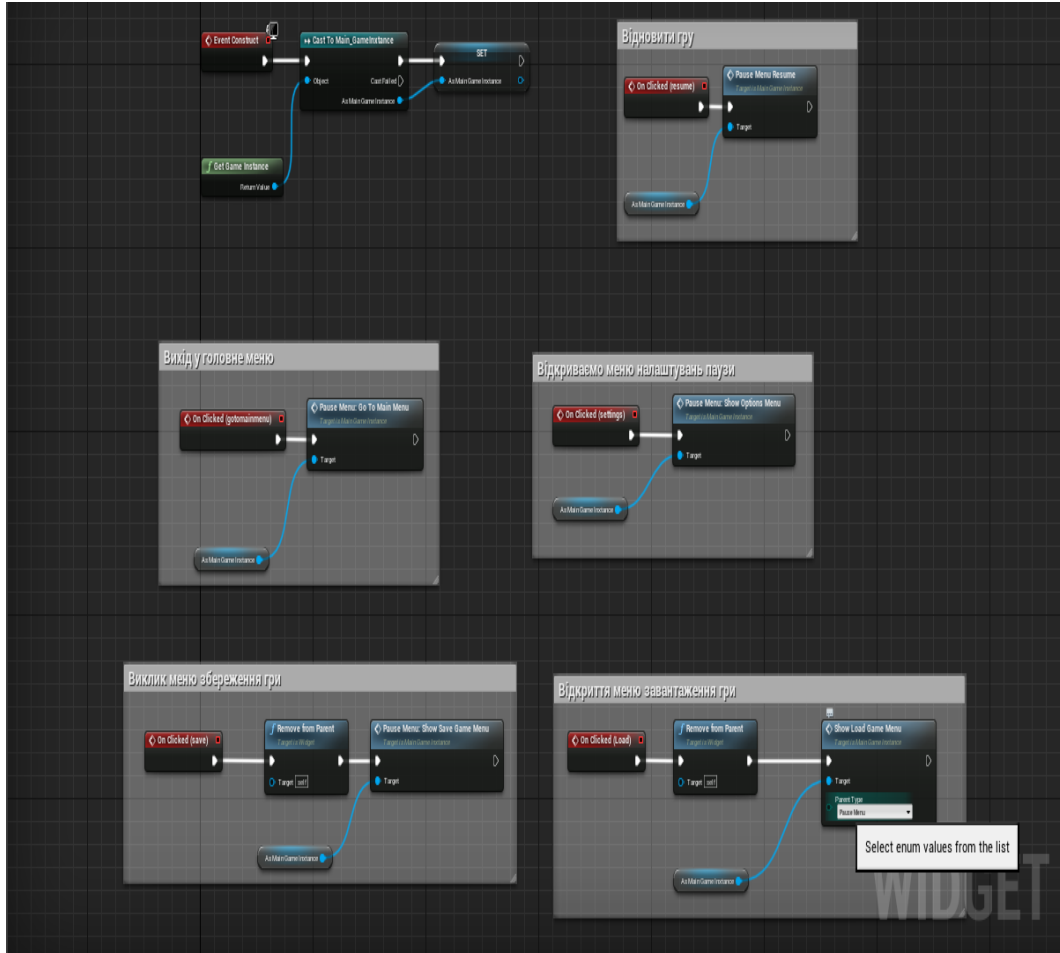 Event Construct
Cast To Main_GameInstance
SET
Object
Cast Failed
As Main Game Instance
As Main Game Instance
Get Game Instance
Return Value
Відновити гру
On Clicked (resume)
Pause Menu Resume
Target is Main Game Instance
Target
As Main Game Instance
Вихід у головне меню
On Clicked (gotomainmenu)
Pause Menu: Go To Main Menu
Target is Main Game Instance
Target
As Main Game Instance
Відкриваємо меню налаштувань паузи
On Clicked (settings)
Pause Menu: Show Options Menu
Target is Main Game Instance
Target
As Main Game Instance
Виклик меню збереження гри
On Clicked (save)
Remove from Parent
Target is Widget
Target self
Pause Menu: Show Save Game Menu
Target is Main Game Instance
Target
As Main Game Instance
Відкриття меню завантаження гри
On Clicked (Load)
Remove from Parent
Target is Widget
Target self
Show Load Game Menu
Target is Main Game Instance
Target
Parent Type
Pause Menu
As Main Game Instance
Select enum values from the list
WIDGET